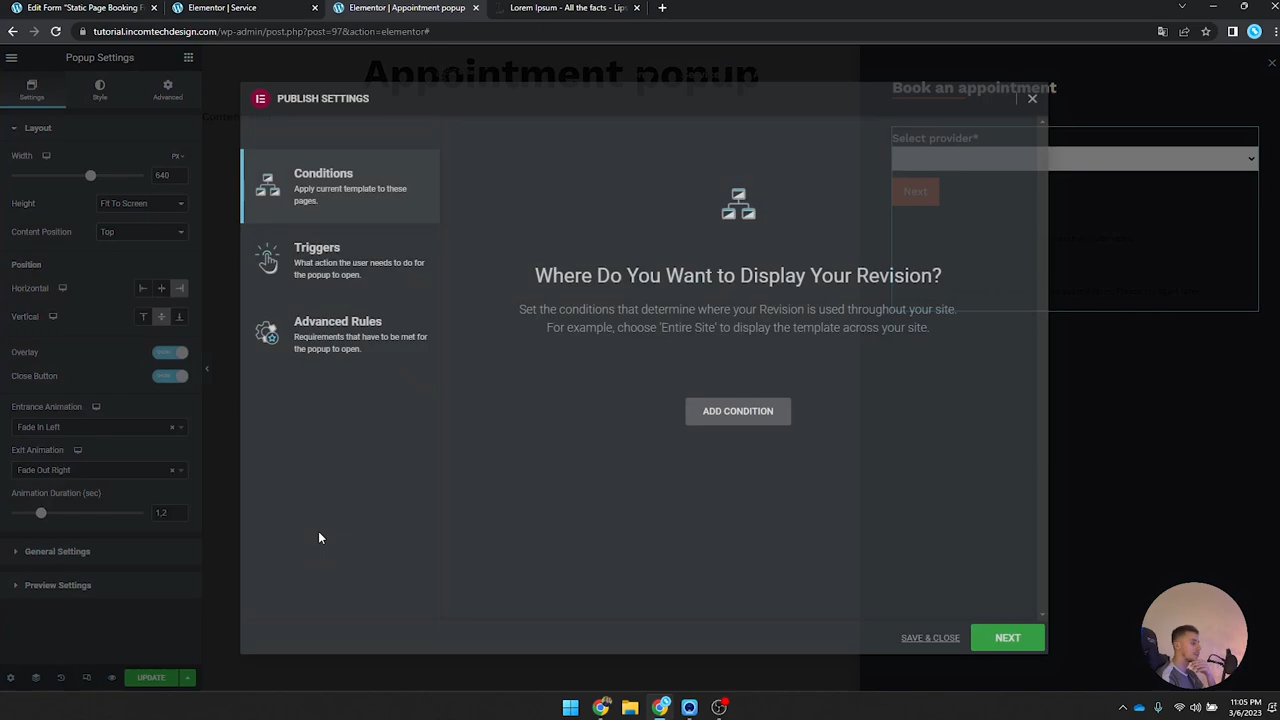 Edit Form "Static Page Booking F
Elementor | Service
Elementor | Appointment popup
Lorem Ipsum - All the facts - Lips
tutorial.incomtechdesign.com/wp-admin/post.php?post=97&action=elementor#
Popup Settings
Settings
Style
Advanced
Layout
Width
PX
640
Height
Fit To Screen
Content Position
Top
Position
Horizontal
Vertical
Overlay
Close Button
Entrance Animation
Fade In Left
Exit Animation
Fade Out Right
Animation Duration (sec)
1,2
General Settings
Preview Settings
UPDATE
Appointment popup
PUBLISH SETTINGS
Conditions
Apply current template to these
pages.
Triggers
What action the user needs to do for
the popup to open.
Advanced Rules
Requirements that have to be met for
the popup to open.
Where Do You Want to Display Your Revision?
Set the conditions that determine where your Revision is used throughout your site.
For example, choose 'Entire Site' to display the template across your site.
ADD CONDITION
SAVE & CLOSE
NEXT
Book an appointment
Select provider*
Next
11:05 PM
3/6/2023